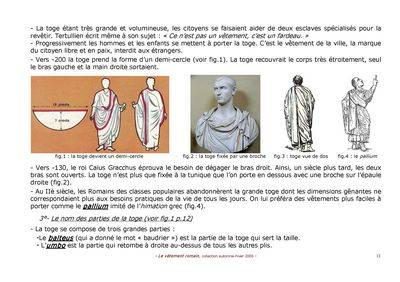 - La toge étant très grande et volumineuse, les citoyens se faisaient aider de deux esclaves spécialisés pour la
revêtir. Tertullien écrit même à son sujet : « Ce n'est pas un vêtement, c'est un fardeau. »
- Progressivement les hommes et les enfants se mettent à porter la toge. C'est le vêtement de la ville, la marque
du citoyen libre et en paix, interdit aux étrangers.
- Vers -200 la toge prend la forme d'un demi-cercle (voir fig.1). La toge recouvrait le corps très étroitement, seul
le bras gauche et la main droite sortaient.
18 pieds
7 pieds
fig.1 : la toge devient un demi-cercle
fig.2 : la toge fixée par une broche
fig.3 : toge vue de dos
fig.4 : le pallium
- Vers -130, le roi Caius Gracchus éprouva le besoin de dégager le bras droit. Ainsi, un siècle plus tard, les deux
bras sont ouverts. La toge n'est plus que fixée à la tunique que l'on porte en dessous avec une broche sur l'épaule
droite (fig.2).
- Au IIè siècle, les Romains des classes populaires abandonnèrent la grande toge dont les dimensions gênantes ne
correspondaient plus aux besoins pratiques de la vie de tous les jours. On lui préféra des vêtements plus faciles à
porter comme le pallium imité de l'himation grec (fig.4).
3°- Le nom des parties de la toge (voir fig.1 p.12)
- La toge se compose de trois grandes parties :
-Le balteus (qui a donné le mot « baudrier ») est la partie de la toge qui sert la taille.
- L'umbo est la partie qui retombe à droite au-dessus de tous les autres plis.
- Le vêtement romain, collection automne-hiver 2005 -
11